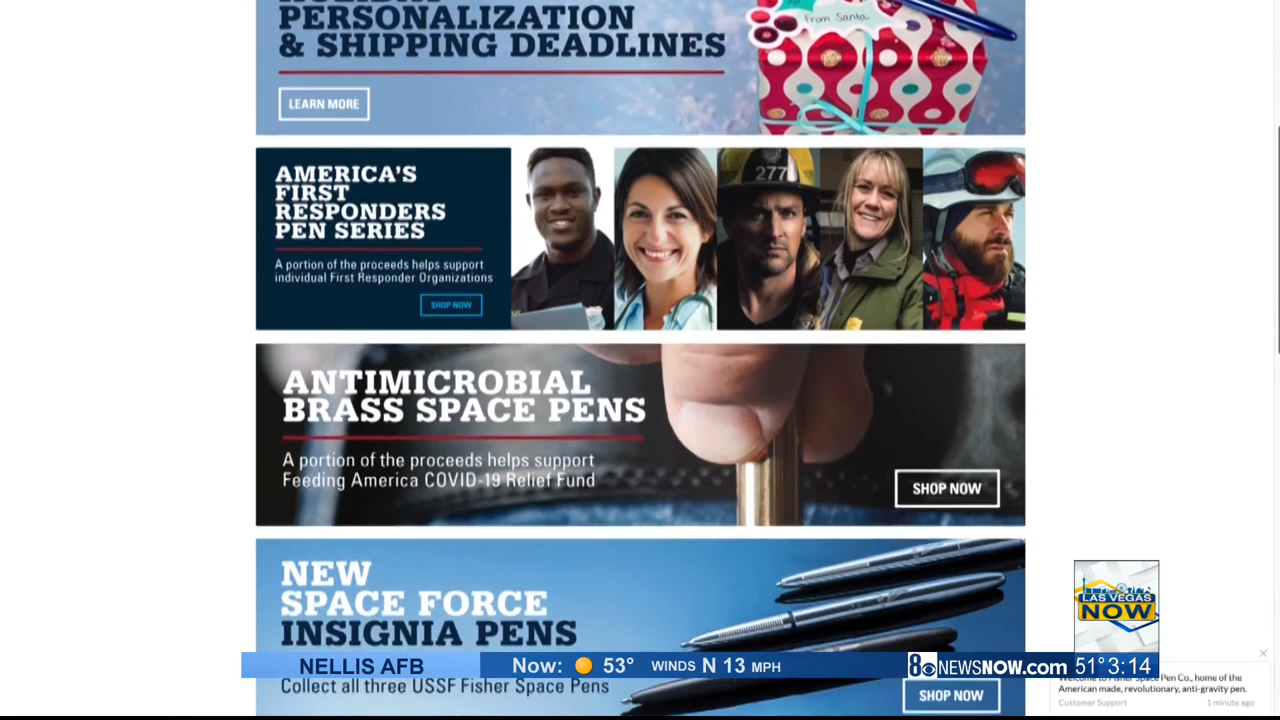 PERSONALIZATION
& SHIPPING DEADLINES
LEARN MORE
From Santa
AMERICA'S
FIRST
RESPONDERS
PEN SERIES
A portion of the proceeds helps support
individual First Responder Organizations
SHOP NOW
277
ANTIMICROBIAL
BRASS SPACE PENS
A portion of the proceeds helps support
Feeding America COVID-19 Relief Fund
SHOP NOW
NEW
SPACE FORCE
INSIGNIA PENS
Collect all three USSF Fisher Space Pens
SHOP NOW
LAS VEGAS
NOW
NELLIS AFB
Now: 53° WINDS N 13 MPH
8 NEWSNOW.com 51° 3:14
Welcome to Fisher Space Pen Co., home of the
American made, revolutionary, anti-gravity pen.
Customer Support
1 minute ago